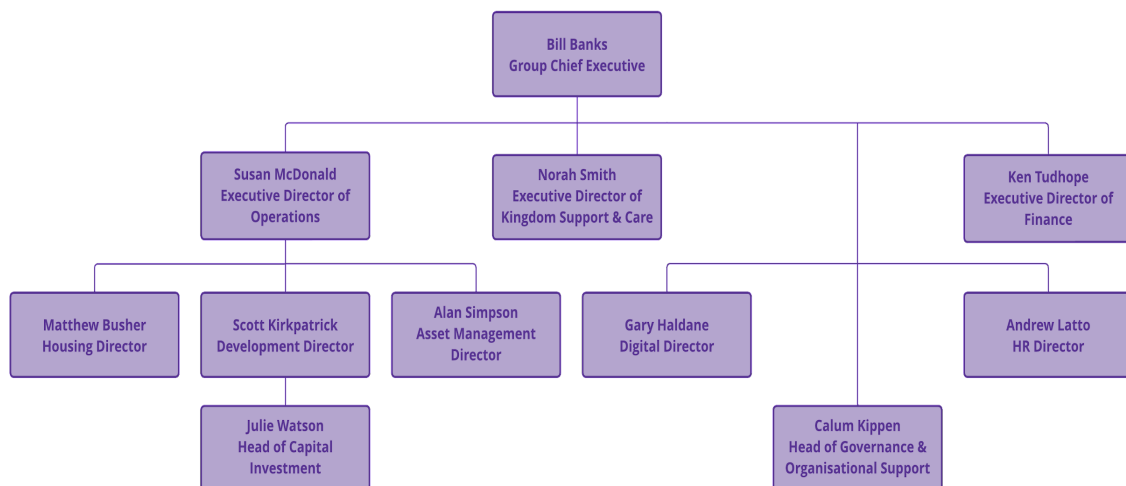 Bill Banks
Group Chief Executive
Susan McDonald
Executive Director of
Operations
Norah Smith
Executive Director of
Kingdom Support & Care
Ken Tudhope
Executive Director of
Finance
Matthew Busher
Housing Director
Scott Kirkpatrick
Development Director
Alan Simpson
Asset Management
Director
Gary Haldane
Digital Director
Andrew Latto
HR Director
Julie Watson
Head of Capital
Investment
Calum Kippen
Head of Governance &
Organisational Support